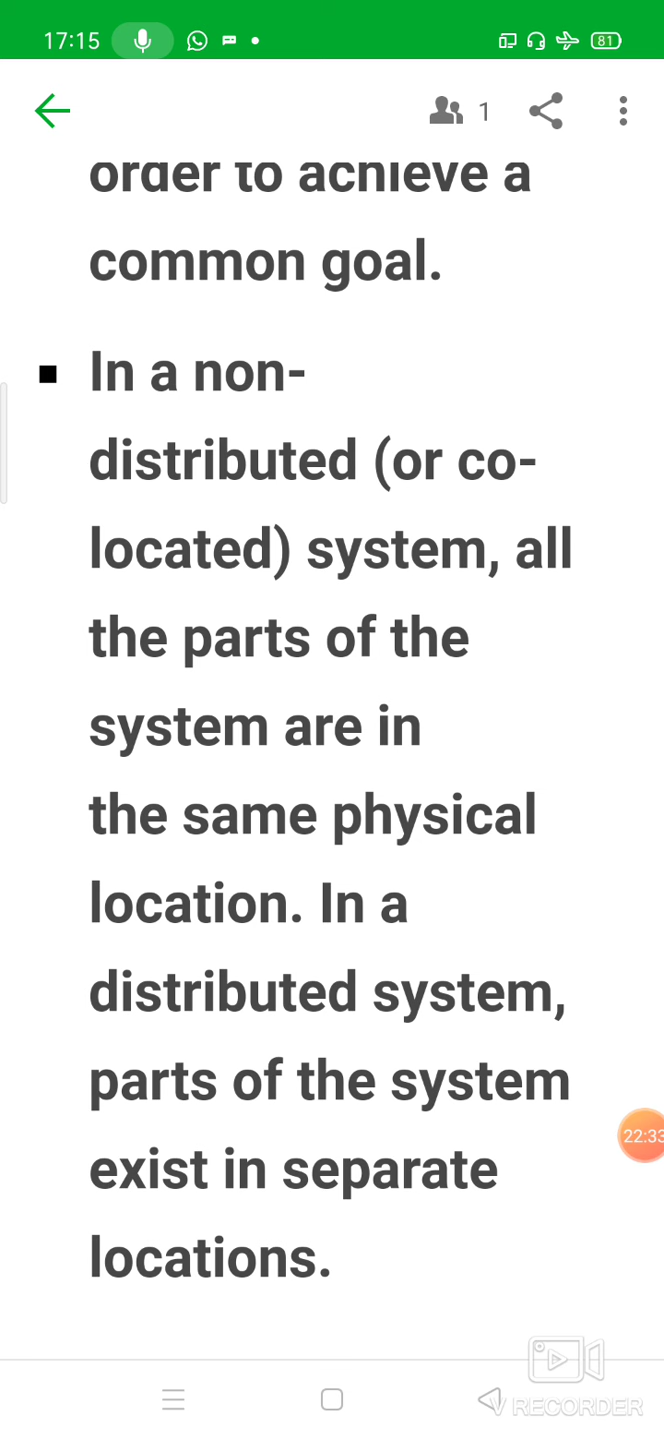 17:15
81
1
order to achieve a
common goal.
In a non-
distributed (or co-
located) system, all
the parts of the
system are in
the same physical
location. In a
distributed system,
parts of the system
exist in separate
locations.
22:33
V RECORDER